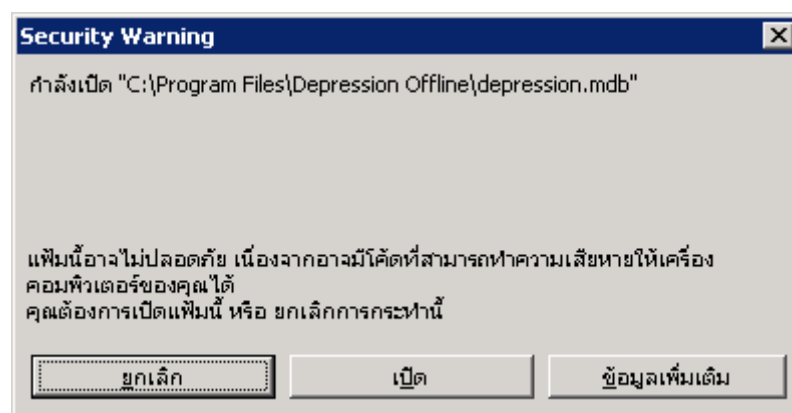 Security Warning
กำลังเปิด "C:\Program Files\Depression Offline\depression.mdb"
แฟ้มนี้อาจไม่ปลอดภัย เนื่องจากอาจมีโค้ดที่สามารถทำความเสียหายให้เครื่อง
คอมพิวเตอร์ของคุณได้
คุณต้องการเปิดแฟ้มนี้ หรือ ยกเลิกการกระทำนี้
ยกเลิก
เปิด
ข้อมูลเพิ่มเติม